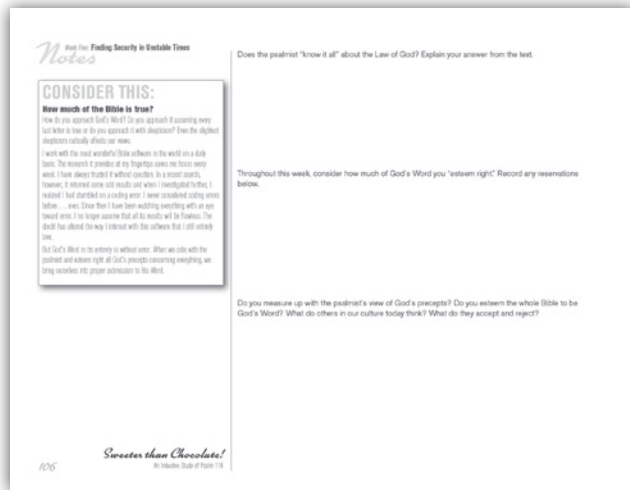 Week Five: Finding Security in Unstable Times
Notes
CONSIDER THIS:
How much of the Bible is true?
How do you approach God's Word? Do you approach it assuming every
last letter is true or do you approach it with skepticism? Even the slightest
skepticism radically affects our views.
I work with the most wonderful Bible software in the world on a daily
basis. The research it provides at my fingertips saves me hours every
week. I have always trusted it without question. In a recent search,
however, it returned some odd results and when I investigated further, I
realized I had stumbled on a coding error. I never considered coding errors
before . . . ever. Since then I have been watching everything with an eye
toward error. I no longer assume that all its results will be flawless. The
doubt has altered the way I interact with this software that I still entirely
love.
But God's Word in its entirety is without error. When we side with the
psalmist and esteem right all God's precepts concerning everything, we
bring ourselves into proper submission to His Word.
Does the psalmist "know it all" about the Law of God? Explain your answer from the text.
Throughout this week, consider how much of God's Word you "esteem right." Record any reservations
below.
Do you measure up with the psalmist's view of God's precepts? Do you esteem the whole Bible to be
God's Word? What do others in our culture today think? What do they accept and reject?
106
Sweeter than Chocolate!
An Inductive Study of Psalm 119